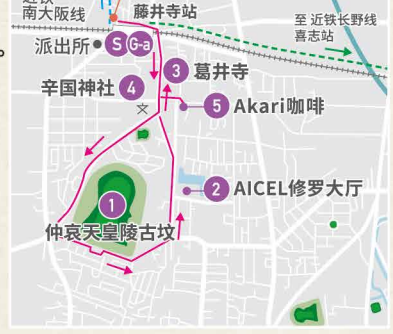 南大阪线
藤井寺站
至 近铁长野线
喜志站
派出所
S
G-a
3
葛井寺
辛国神社
4
文
5
Akari咖啡
1
2
AICEL修罗大厅
仲哀天皇陵古坟